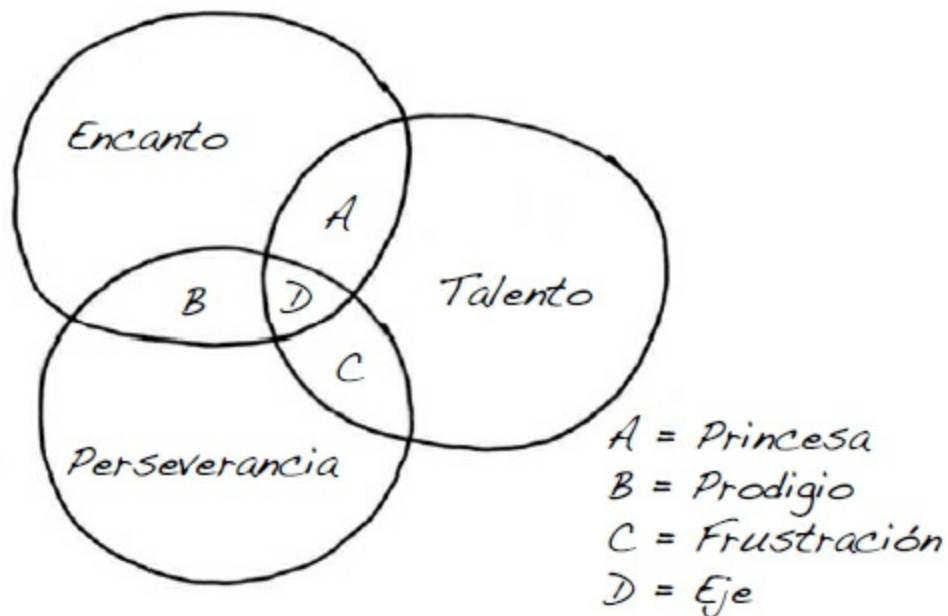 Encanto
A
B
D
Talento
C
Perseverancia
A = Princesa
B = Prodigio
C = Frustración
D = Eje